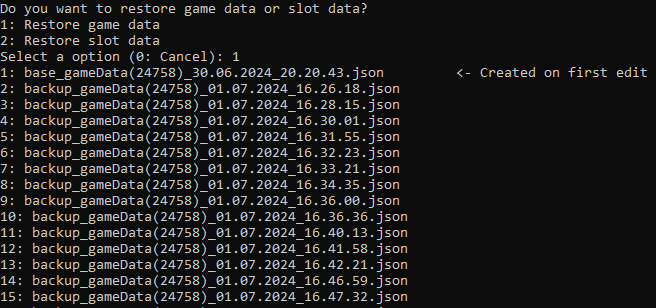 Do you want to restore game data or slot data?
1: Restore game data
2: Restore slot data
Select a option (0: Cancel): 1
1: base_gameData(24758)_30.06.2024_20.20.43.json <- Created on first edit
2: backup_gameData(24758)_01.07.2024_16.26.18.json
3: backup_gameData(24758)_01.07.2024_16.28.15.json
4: backup_gameData(24758)_01.07.2024_16.30.01.json
5: backup_gameData(24758)_01.07.2024_16.31.55.json
6: backup_gameData(24758)_01.07.2024_16.32.23.json
7: backup_gameData(24758)_01.07.2024_16.33.21.json
8: backup_gameData(24758)_01.07.2024_16.34.35.json
9: backup_gameData(24758)_01.07.2024_16.36.00.json
10: backup_gameData(24758)_01.07.2024_16.36.36.json
11: backup_gameData(24758)_01.07.2024_16.40.13.json
12: backup_gameData(24758)_01.07.2024_16.41.58.json
13: backup_gameData(24758)_01.07.2024_16.42.21.json
14: backup_gameData(24758)_01.07.2024_16.46.59.json
15: backup_gameData(24758)_01.07.2024_16.47.32.json